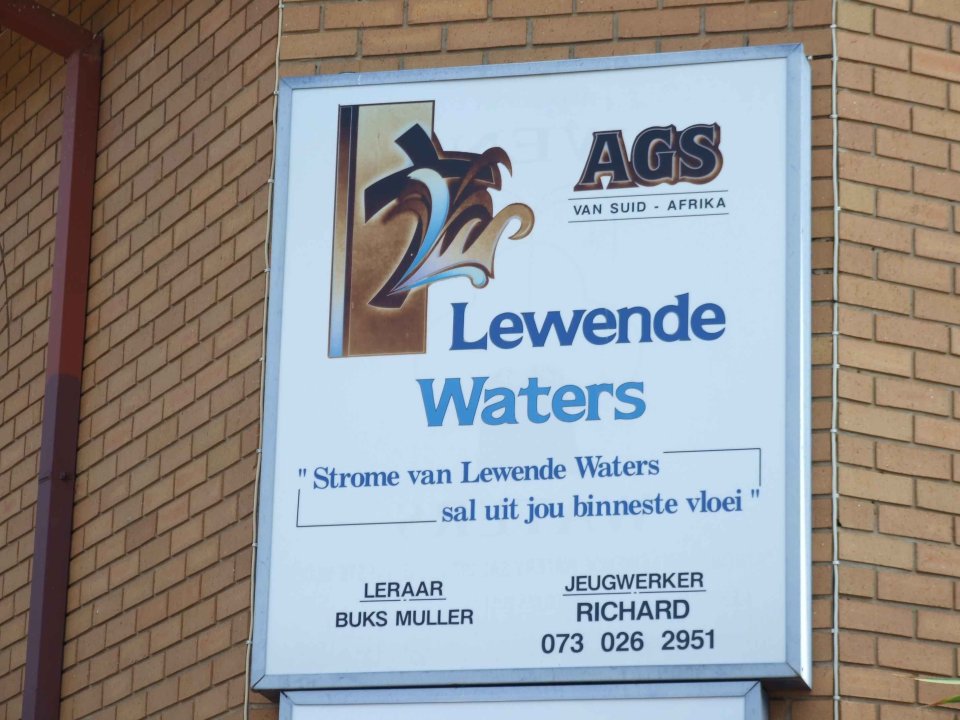 AGS
VAN SUID - AFRIKA
Lewende
Waters
" Strome van Lewende Waters
sal uit jou binneste vloei "
LERAAR
BUKS MULLER
JEUGWERKER
RICHARD
073 026 2951